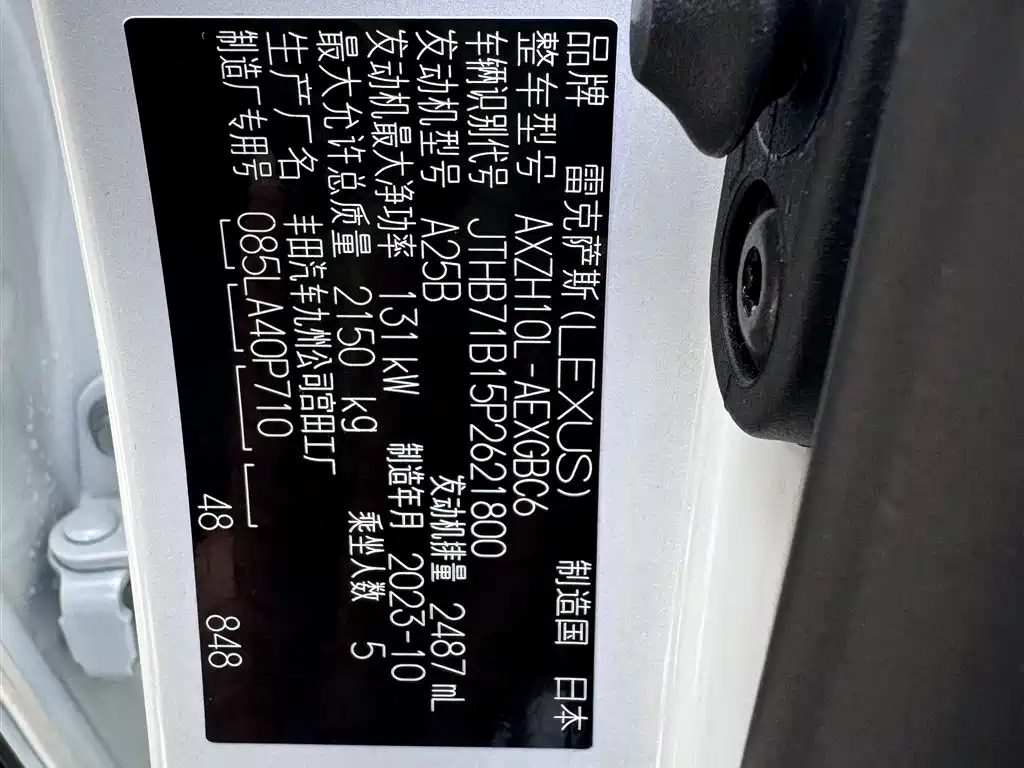 品牌 雷克萨斯(LEXUS) 制造国 日本
整车型号 AXZH10L-AEXGBC6
车辆识别代号 JTHB71B15P2621800
发动机型号 A25B 发动机排量 2487 mL
发动机最大净功率 131 kW 制造年月 2023-10
最大允许总质量 2150 kg 乘坐人数 5
生产厂名 丰田汽车九州公司宫田工厂
制造厂专用号 085LA40P710
48 848